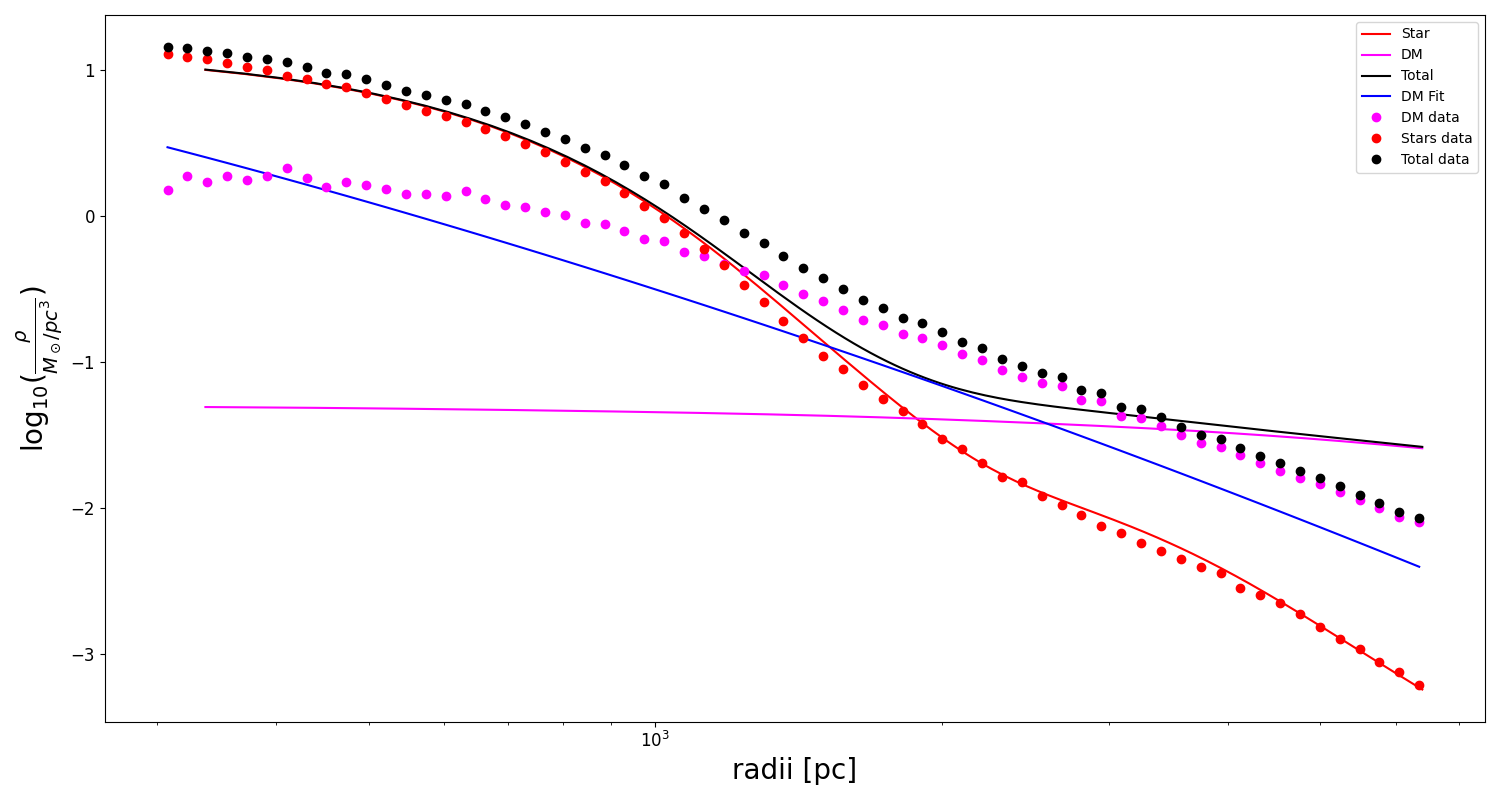 1
0
−1
−2
−3
log₁₀(ρ / M_⊙/pc³)
10³
radii [pc]
Star
DM
Total
DM Fit
DM data
Stars data
Total data